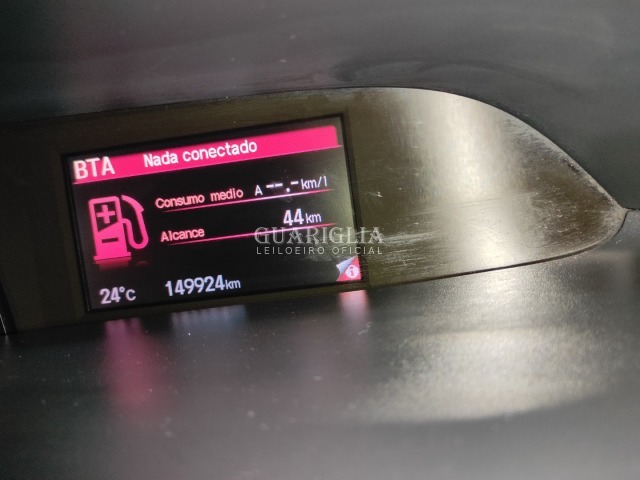 BTA Nada conectado
Consumo medio A --.- km/l
Alcance 44 km
GUARIGLIA
LEILOEIRO OFICIAL
24°C 149924 km